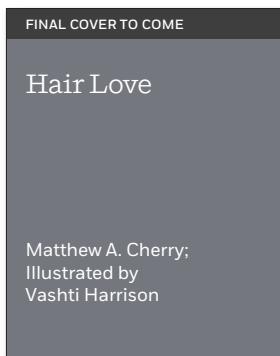 FINAL COVER TO COME
Hair Love
Matthew A. Cherry;
Illustrated by
Vashti Harrison